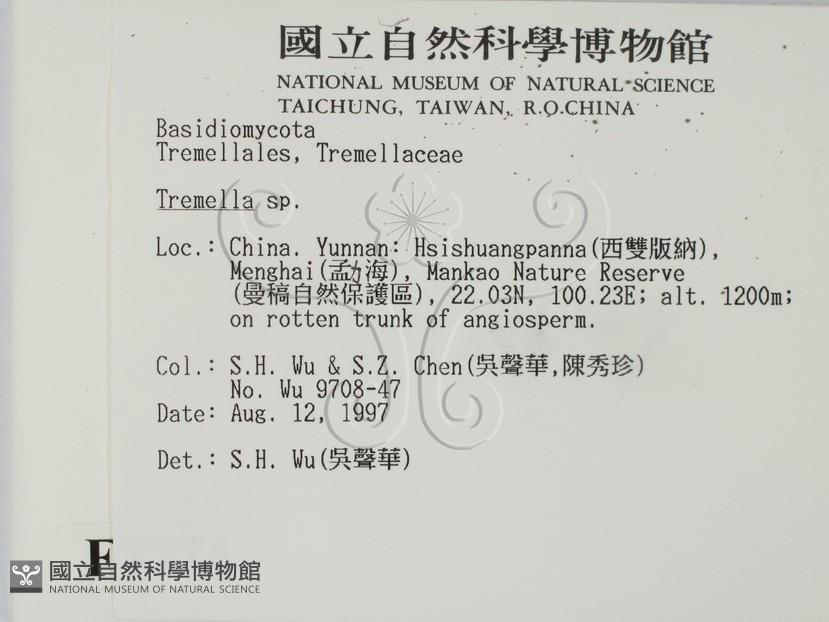 國立自然科學博物館
NATIONAL MUSEUM OF NATURAL SCIENCE
TAICHUNG, TAIWAN, R.O.CHINA
Basidiomycota
Tremellales, Tremellaceae
Tremella sp.
Loc.: China. Yunnan: Hsishuangpanna(西雙版納),
Menghai(孟力海), Mankao Nature Reserve
(曼稿自然保護區), 22.03N, 100.23E; alt. 1200m;
on rotten trunk of angiosperm.
Col.: S.H. Wu & S.Z. Chen(吳聲華,陳秀珍)
No. Wu 9708-47
Date: Aug. 12, 1997
Det.: S.H. Wu(吳聲華)
F
國立自然科學博物館
NATIONAL MUSEUM OF NATURAL SCIENCE